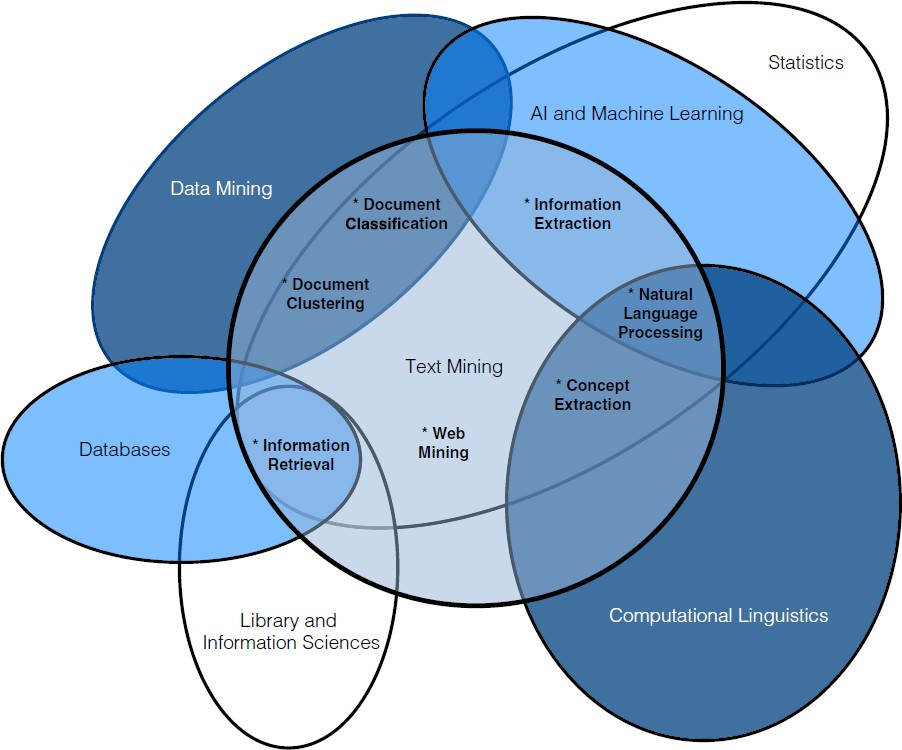 Statistics
AI and Machine Learning
Data Mining
* Document
Classification
* Information
Extraction
* Document
Clustering
* Natural
Language
Processing
Text Mining
* Concept
Extraction
* Web
Mining
Databases
* Information
Retrieval
Library and
Information Sciences
Computational Linguistics